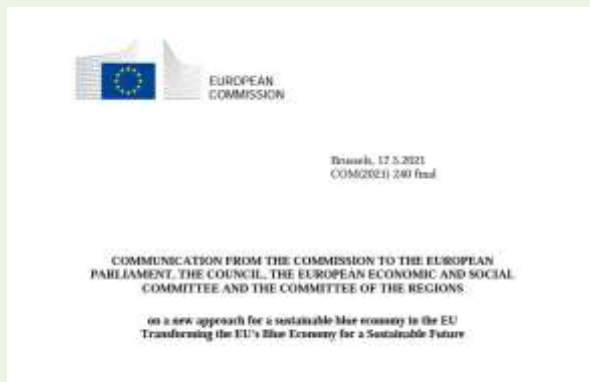 EUROPEAN
COMMISSION
Brussels, 17.5.2021
COM(2021) 240 final
COMMUNICATION FROM THE COMMISSION TO THE EUROPEAN
PARLIAMENT, THE COUNCIL, THE EUROPEAN ECONOMIC AND SOCIAL
COMMITTEE AND THE COMMITTEE OF THE REGIONS
on a new approach for a sustainable blue economy in the EU
Transforming the EU's Blue Economy for a Sustainable Future